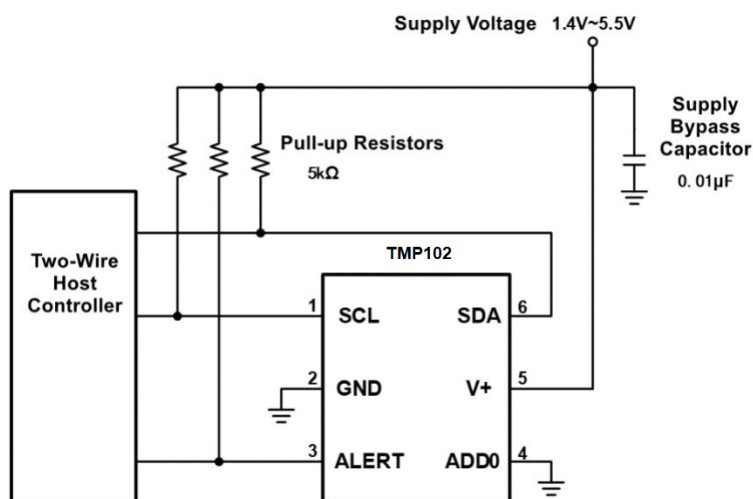 Supply Voltage 1.4V~5.5V
Supply
Bypass
Capacitor
0.01µF
Pull-up Resistors
5kΩ
Two-Wire
Host
Controller
TMP102
1 SCL SDA 6
2 GND V+ 5
3 ALERT ADD0 4